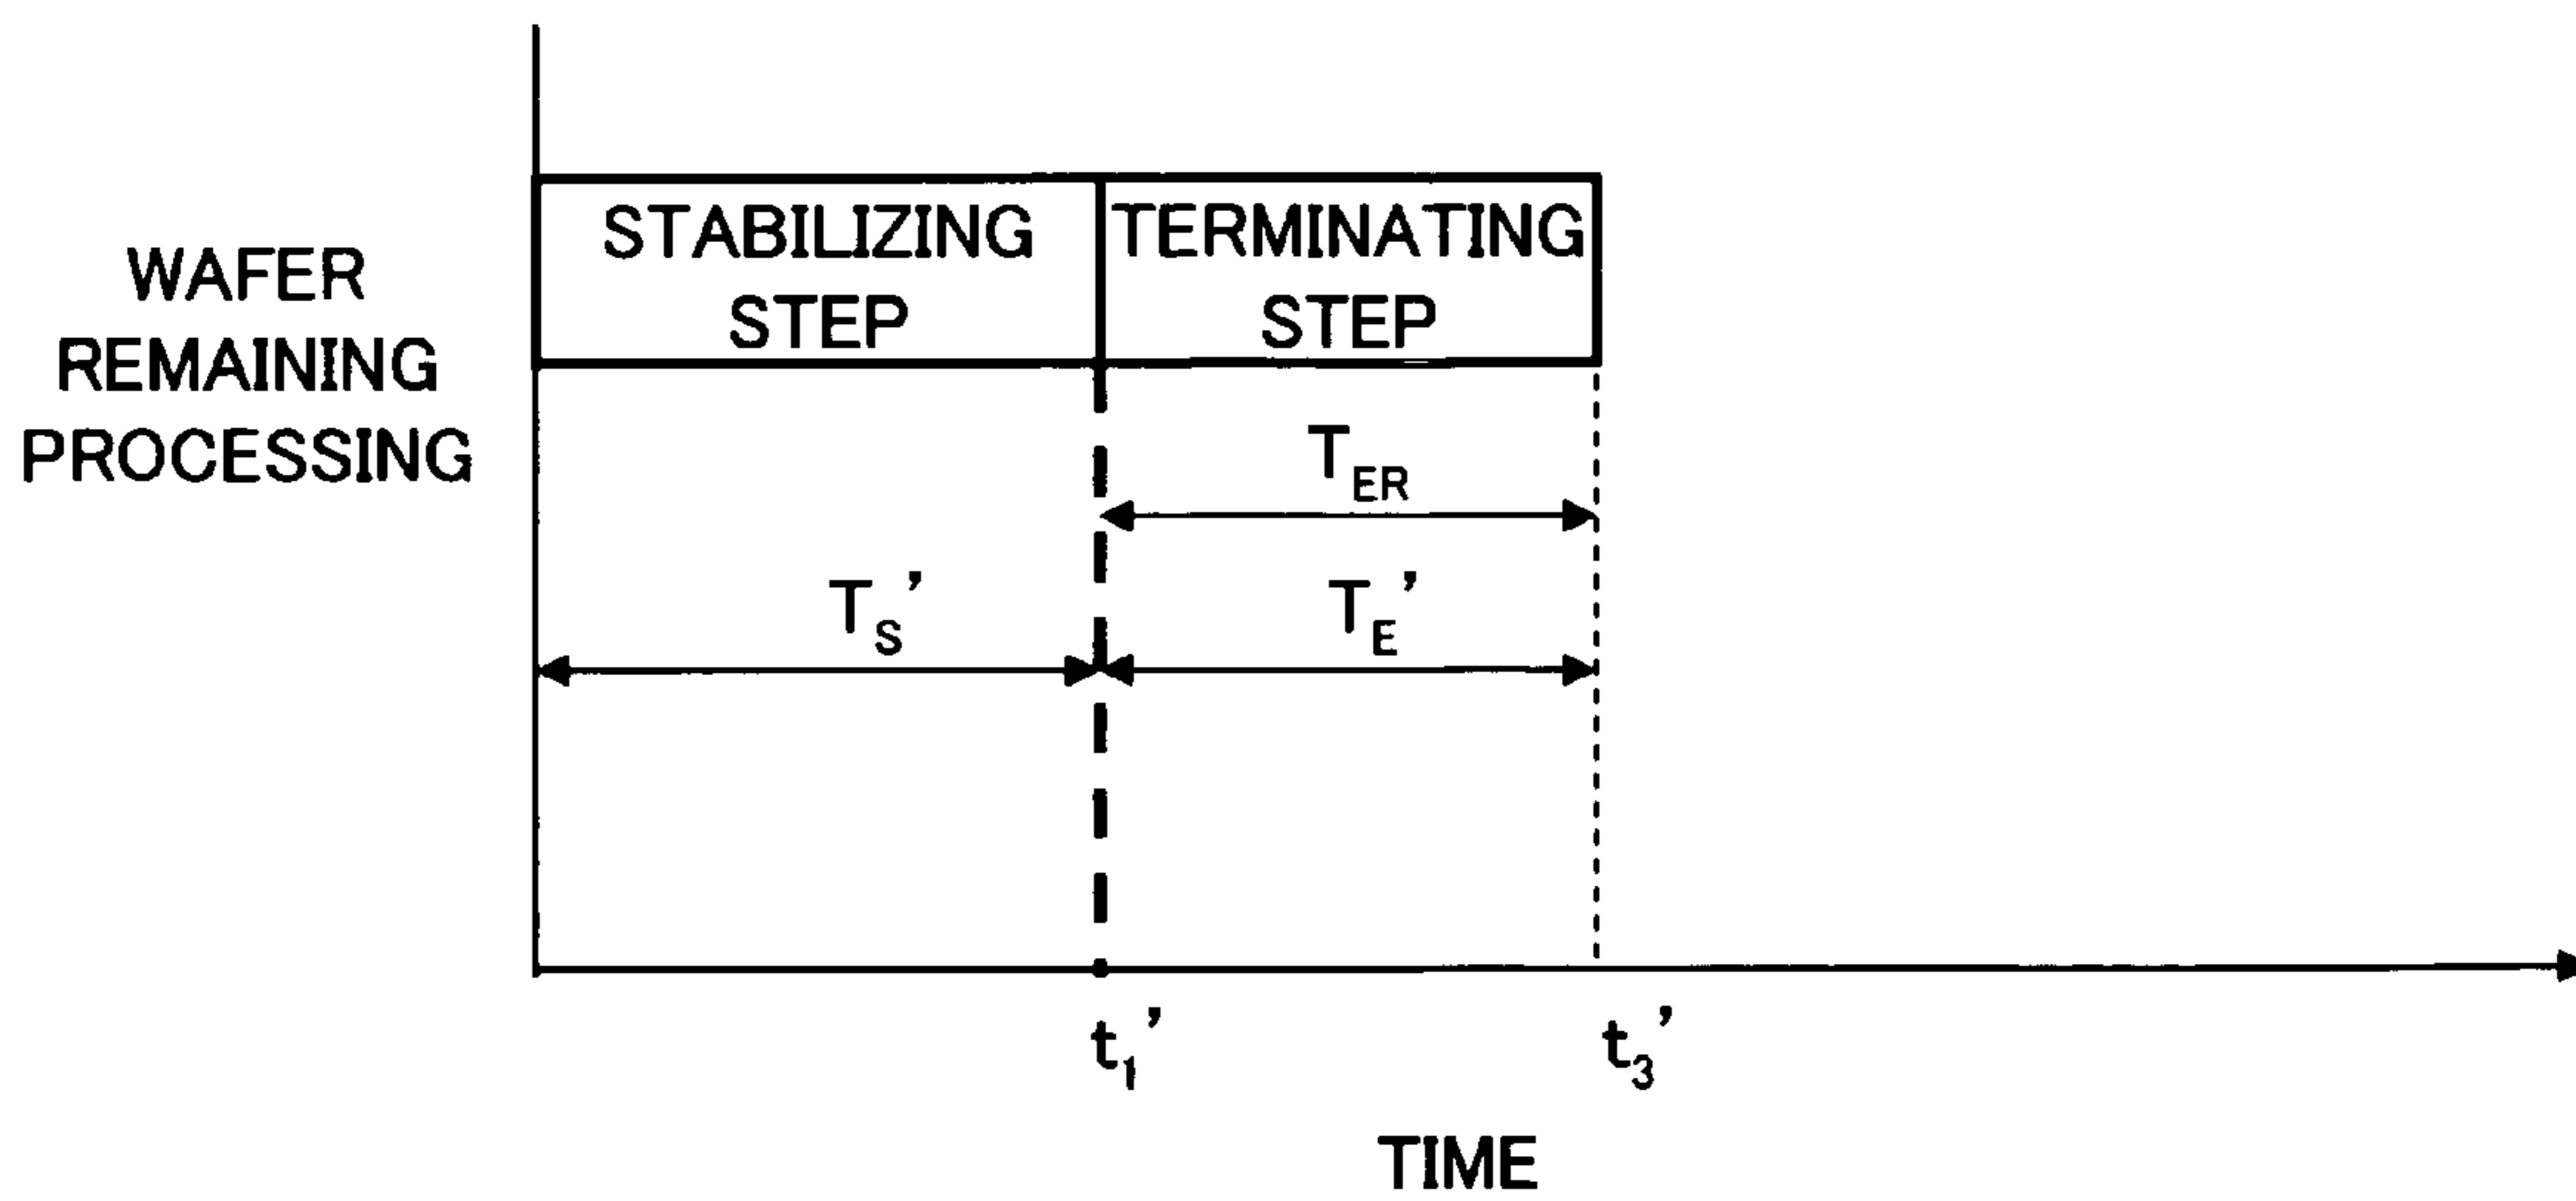 WAFER
REMAINING
PROCESSING
STABILIZING
STEP
TERMINATING
STEP
T_ER
T_S'
T_E'
t_1'
t_3'
TIME